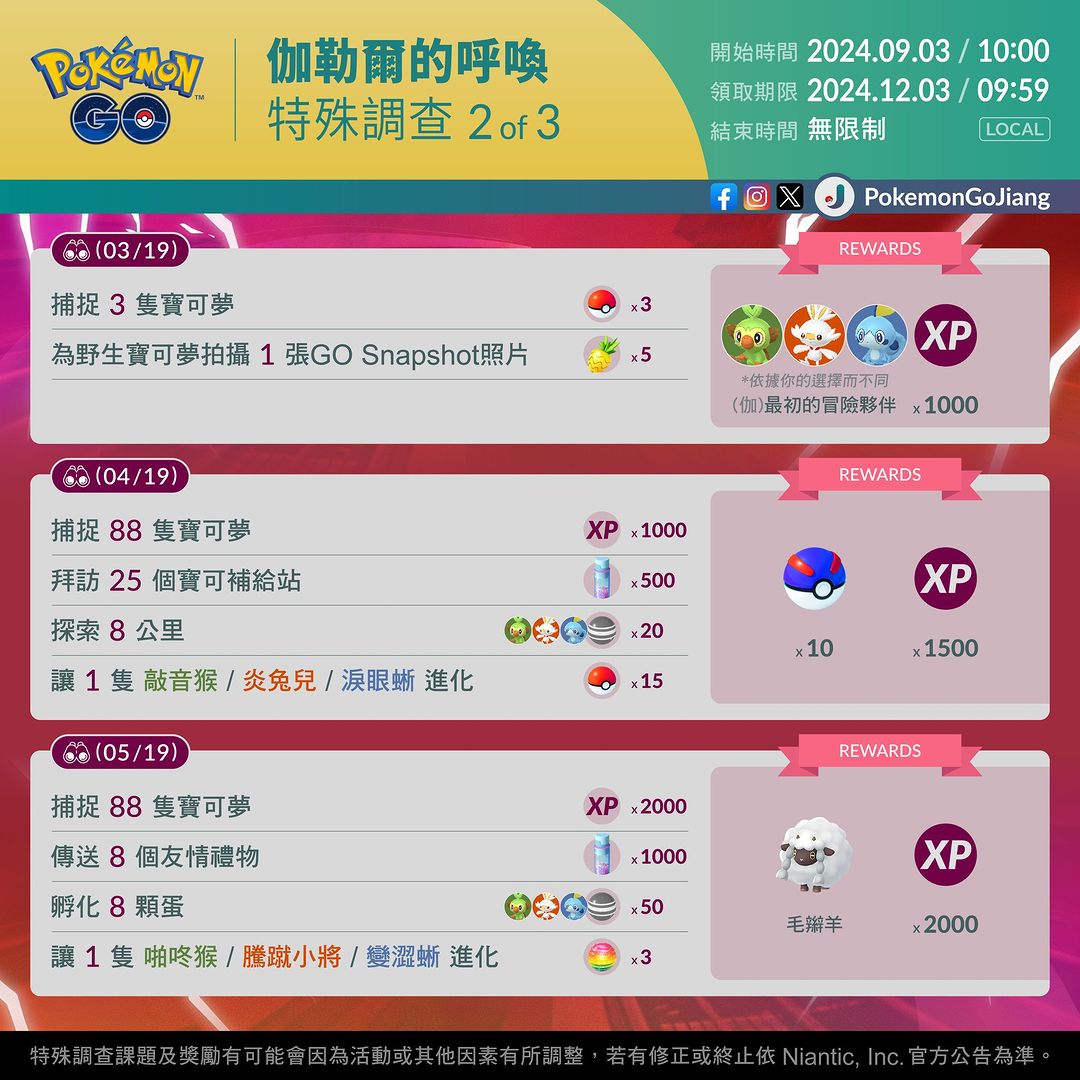 POKÉMON GO
TM
伽勒爾的呼喚
特殊調查 2 of 3
開始時間 2024.09.03 / 10:00
領取期限 2024.12.03 / 09:59
結束時間 無限制 LOCAL
PokemonGoJiang
(03/19)
REWARDS
捕捉 3 隻寶可夢 x3
為野生寶可夢拍攝 1 張GO Snapshot照片 x5
XP
*依據你的選擇而不同
(伽)最初的冒險夥伴 x1000
(04/19)
REWARDS
捕捉 88 隻寶可夢 XP x1000
拜訪 25 個寶可補給站 x500
探索 8 公里 x20
讓 1 隻 敲音猴 / 炎兔兒 / 淚眼蜥 進化 x15
XP
x10 x1500
(05/19)
REWARDS
捕捉 88 隻寶可夢 XP x2000
傳送 8 個友情禮物 x1000
孵化 8 顆蛋 x50
讓 1 隻 啪咚猴 / 騰蹴小將 / 變澀蜥 進化 x3
XP
毛辮羊 x2000
特殊調查課題及獎勵有可能會因為活動或其他因素有所調整，若有修正或終止依 Niantic, Inc. 官方公告為準。